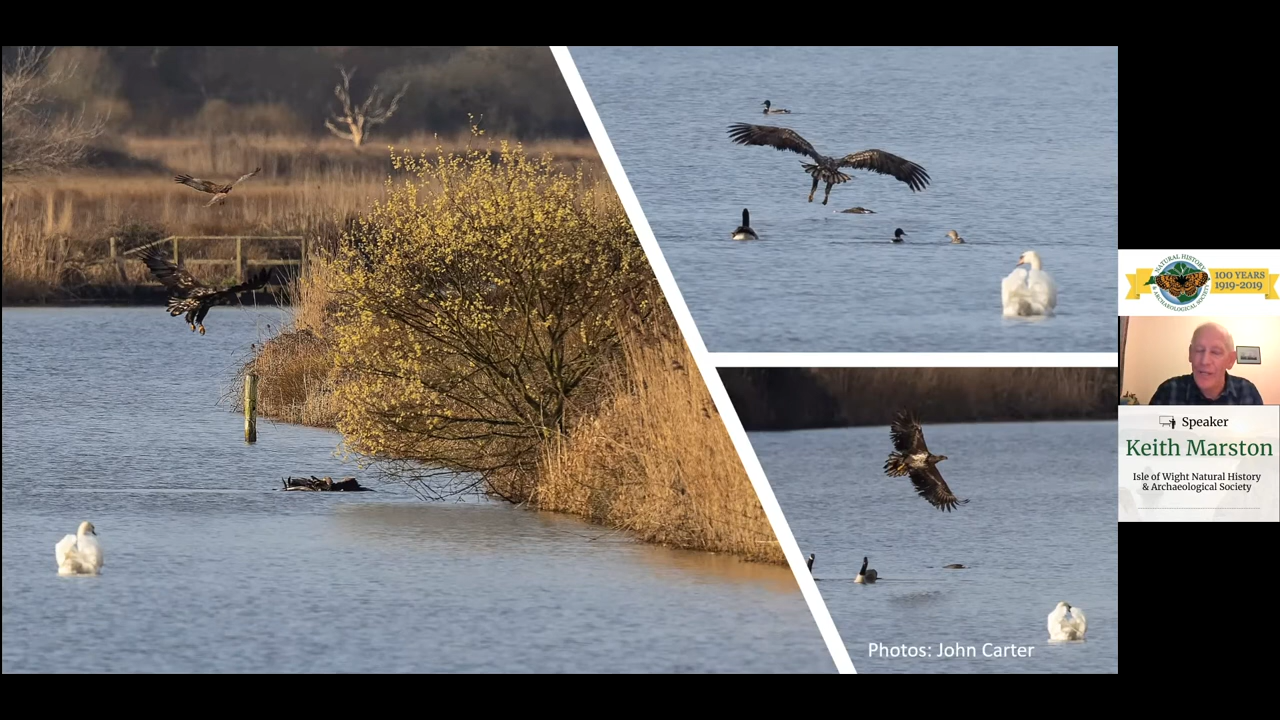 Photos: John Carter
NATURAL HISTORY
& ARCHAEOLOGICAL SOCIETY
100 YEARS
1919-2019
Speaker
Keith Marston
Isle of Wight Natural History
& Archaeological Society